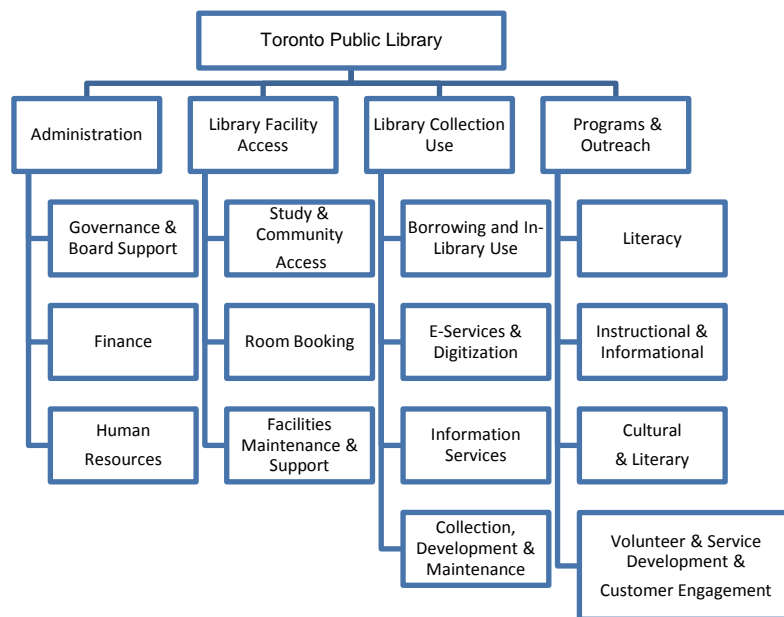 Toronto Public Library
Administration
Library Facility
Access
Library Collection
Use
Programs &
Outreach
Governance &
Board Support
Study &
Community
Access
Borrowing and In-
Library Use
Literacy
Finance
Room Booking
E-Services &
Digitization
Instructional &
Informational
Human
Resources
Facilities
Maintenance &
Support
Information
Services
Cultural
& Literary
Collection,
Development &
Maintenance
Volunteer & Service
Development &
Customer Engagement